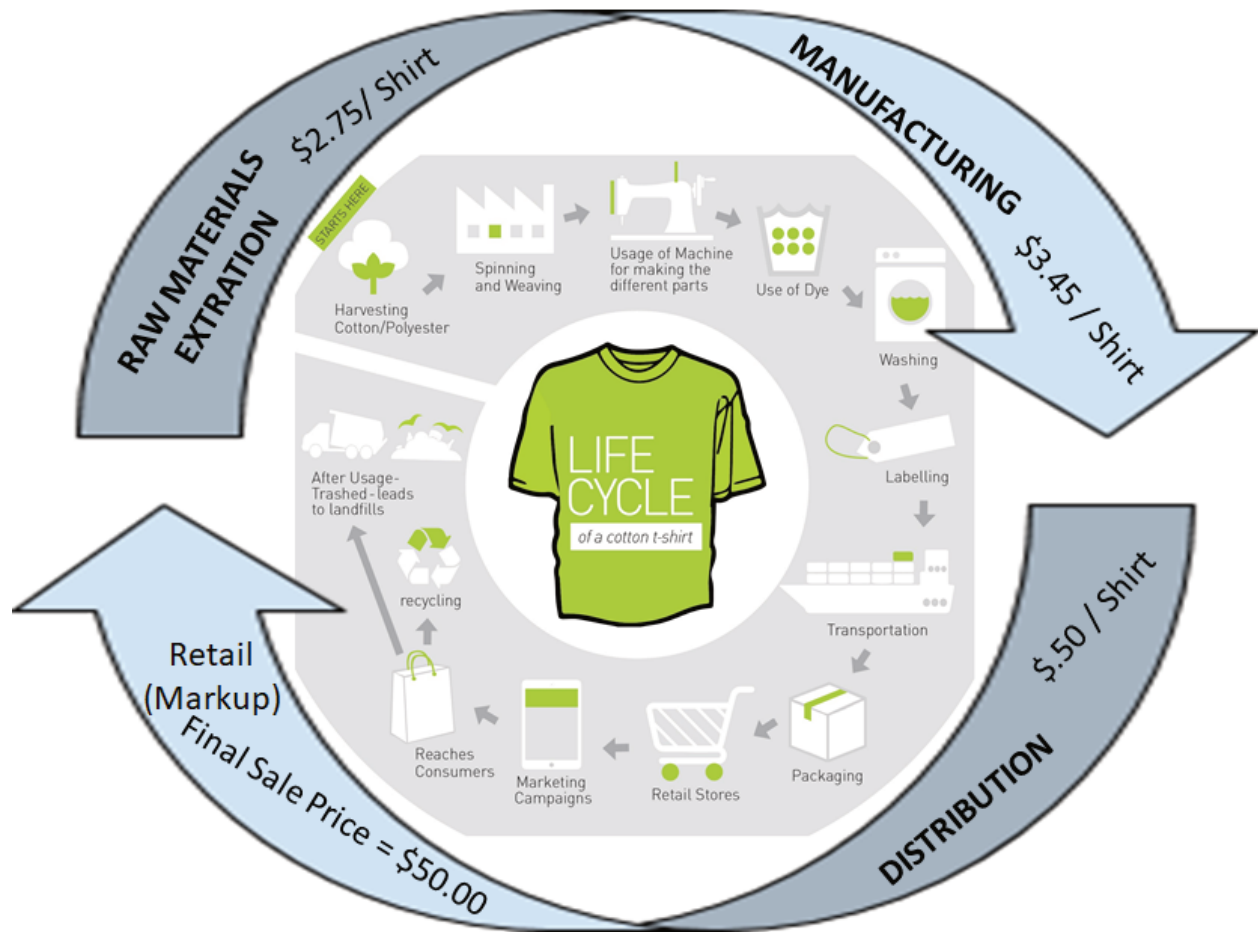 RAW MATERIALS
EXTRATION
$2.75/ Shirt
MANUFACTURING
$3.45 / Shirt
STARTS HERE
Harvesting
Cotton/Polyester
Spinning
and Weaving
Usage of Machine
for making the
different parts
Use of Dye
Washing
Labelling
Transportation
Packaging
Retail Stores
Marketing
Campaigns
Reaches
Consumers
recycling
After Usage-
Trashed-leads
to landfills
LIFE
CYCLE
of a cotton t-shirt
$.50 / Shirt
DISTRIBUTION
Retail
(Markup)
Final Sale Price = $50.00